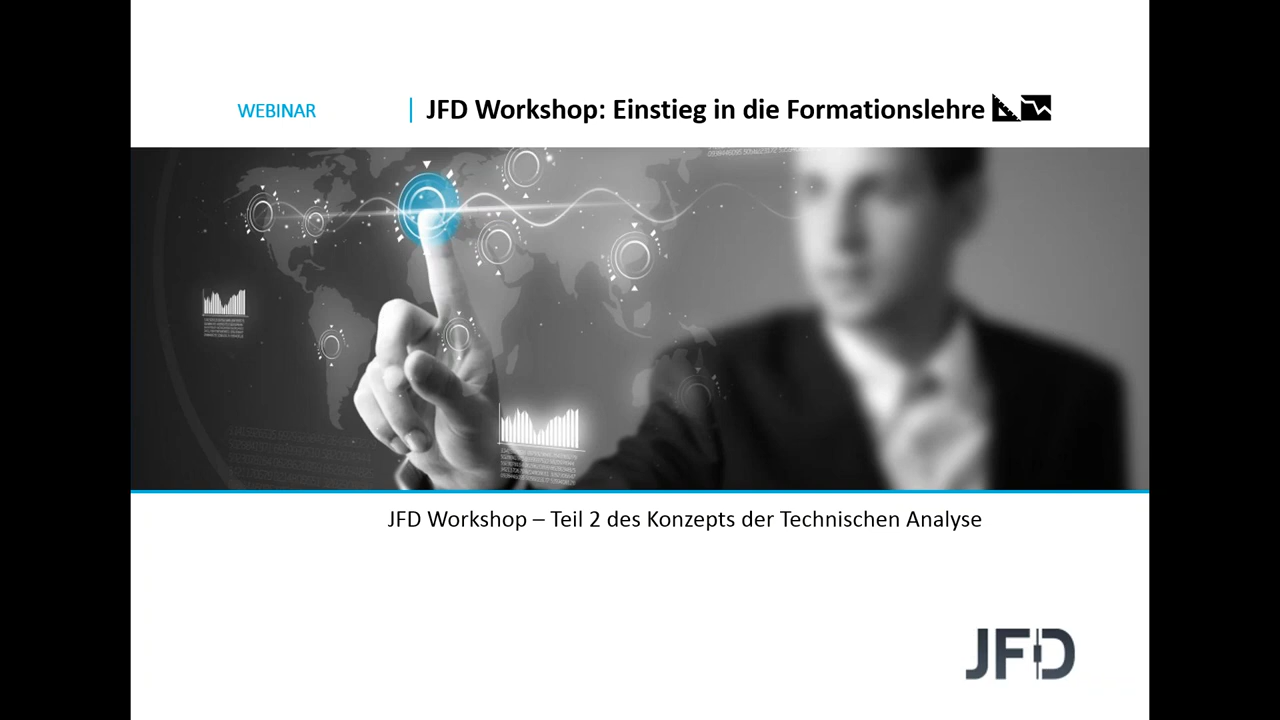 WEBINAR
JFD Workshop: Einstieg in die Formationslehre
JFD Workshop – Teil 2 des Konzepts der Technischen Analyse
JFD